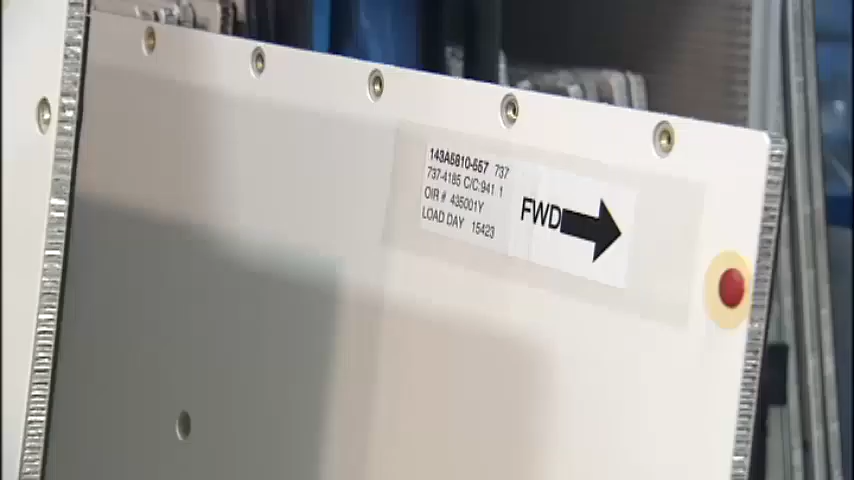 143A5810-557 737
737-4185 C/C:941 1
OIR # 435001Y
LOAD DAY 15423
FWD